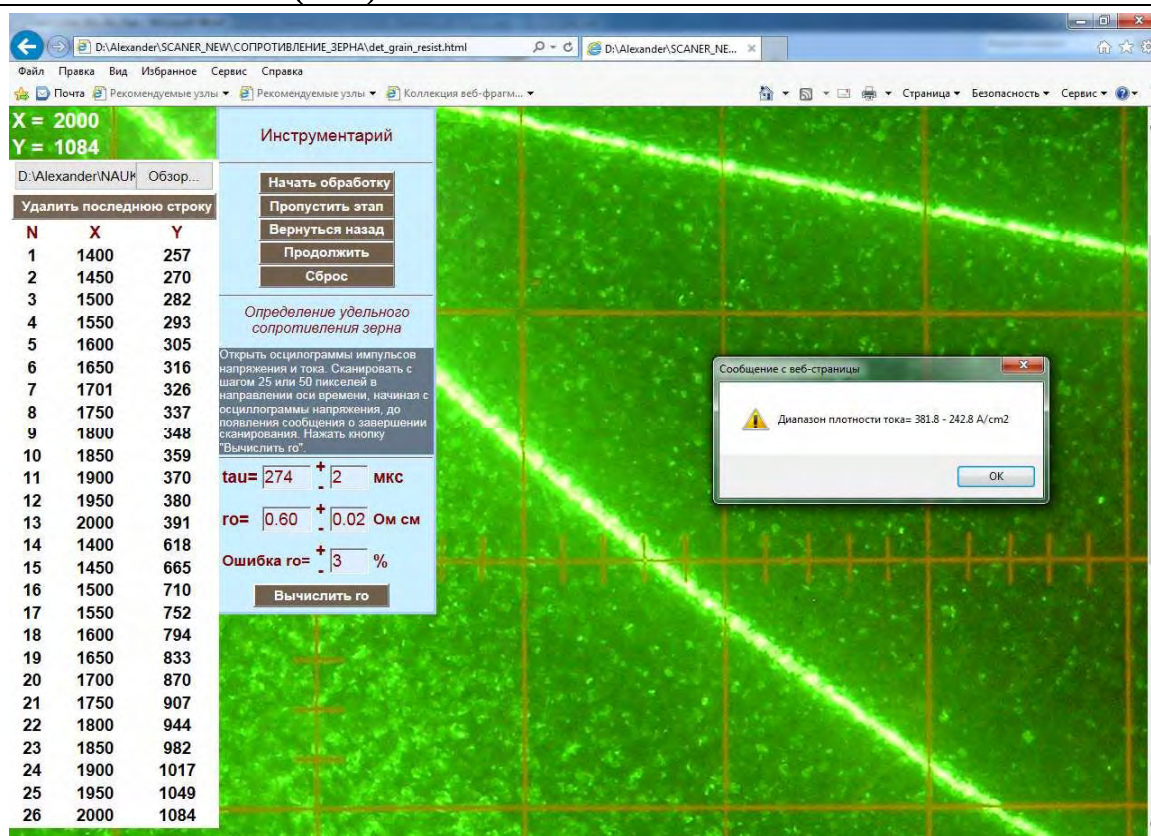 D:\Alexander\SCANER_NEW\СОПРОТИВЛЕНИЕ_ЗЕРНА\det_grain_resist.html
D:\Alexander\SCANER_NE...
Файл Правка Вид Избранное Сервис Справка
Почта Рекомендуемые узлы Рекомендуемые узлы Коллекция веб-фрагм...
Страница Безопасность Сервис
X = 2000
Y = 1084
D:\Alexander\NAUK Обзор...
Удалить последнюю строку
N X Y
1 1400 257
2 1450 270
3 1500 282
4 1550 293
5 1600 305
6 1650 316
7 1701 326
8 1750 337
9 1800 348
10 1850 359
11 1900 370
12 1950 380
13 2000 391
14 1400 618
15 1450 665
16 1500 710
17 1550 752
18 1600 794
19 1650 833
20 1700 870
21 1750 907
22 1800 944
23 1850 982
24 1900 1017
25 1950 1049
26 2000 1084
Инструментарий
Начать обработку
Пропустить этап
Вернуться назад
Продолжить
Сброс
Определение удельного
сопротивления зерна
Открыть осцилограммы импульсов
напряжения и тока. Сканировать с
шагом 25 или 50 пикселей в
направлении оси времени, начиная с
осциллограммы напряжения, до
появления сообщения о завершении
сканирования. Нажать кнопку
"Вычислить ro".
tau= 274 + - 2 мкс
ro= 0.60 + - 0.02 Ом см
Ошибка ro= + - 3 %
Вычислить ro
Сообщение с веб-страницы
Диапазон плотности тока= 381.8 - 242.8 A/cm2
OK